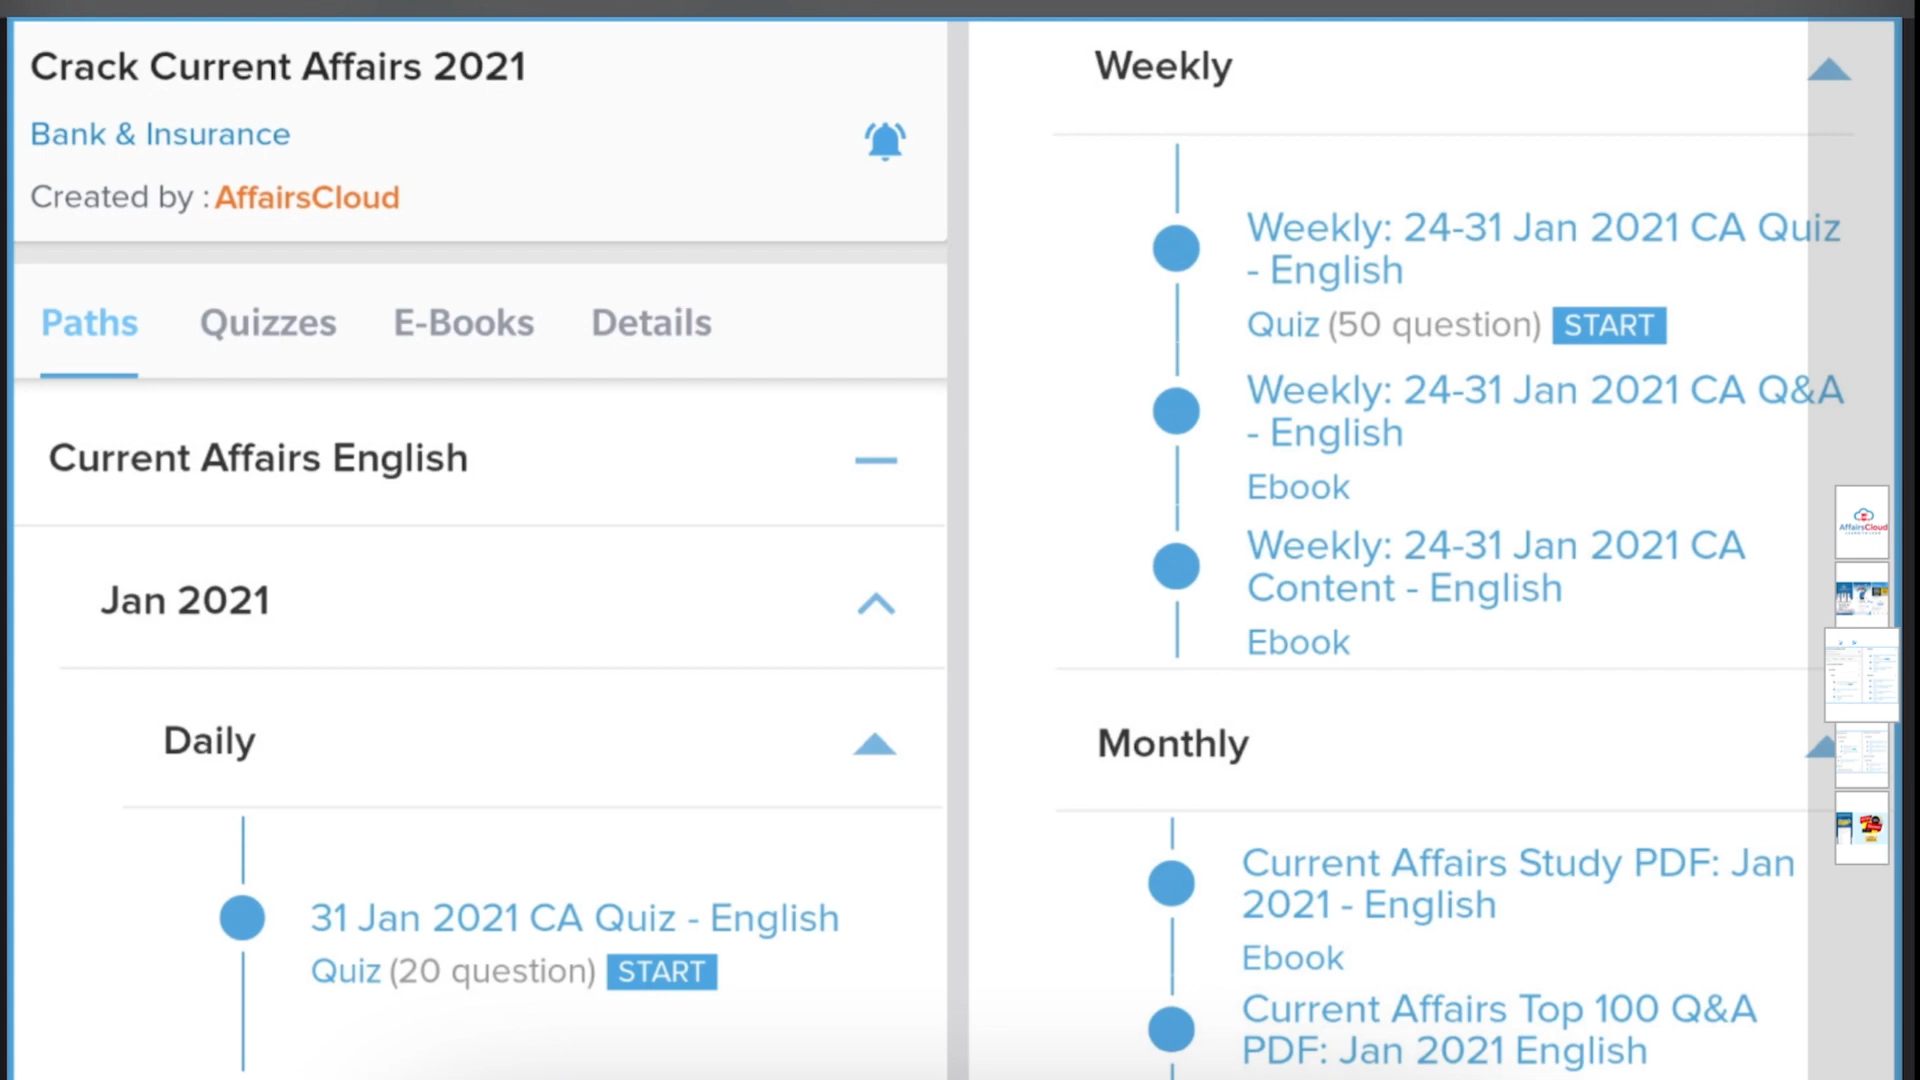 Crack Current Affairs 2021
Bank & Insurance
Created by : AffairsCloud
Paths
Quizzes
E-Books
Details
Current Affairs English
Jan 2021
Daily
31 Jan 2021 CA Quiz - English
Quiz (20 question) START
Weekly
Weekly: 24-31 Jan 2021 CA Quiz
- English
Quiz (50 question) START
Weekly: 24-31 Jan 2021 CA Q&A
- English
Ebook
Weekly: 24-31 Jan 2021 CA
Content - English
Ebook
Monthly
Current Affairs Study PDF: Jan
2021 - English
Ebook
Current Affairs Top 100 Q&A
PDF: Jan 2021 English
AffairsCloud